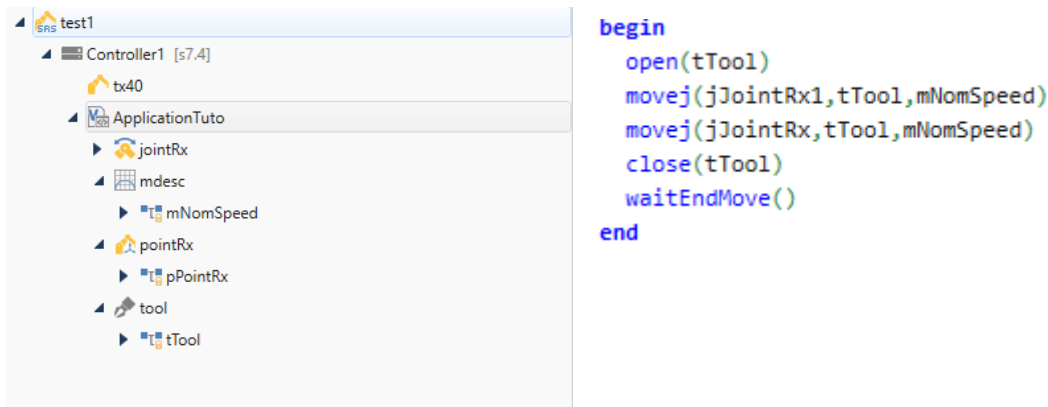 SRS test1
Controller1 [s7.4]
tx40
ApplicationTuto
jointRx
mdesc
mNomSpeed
pointRx
pPointRx
tool
tTool
begin
open(tTool)
movej(jJointRx1,tTool,mNomSpeed)
movej(jJointRx,tTool,mNomSpeed)
close(tTool)
waitEndMove()
end